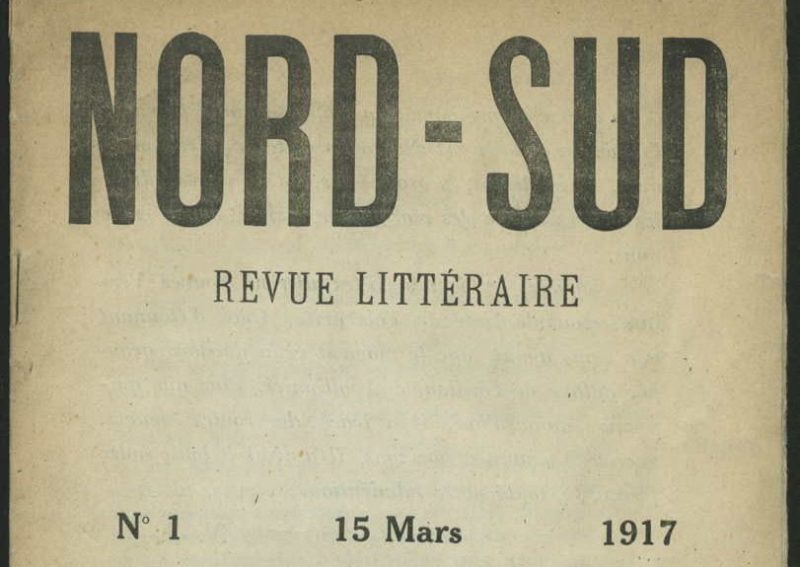 NORD-SUD
REVUE LITTÉRAIRE
N° 1 15 Mars 1917